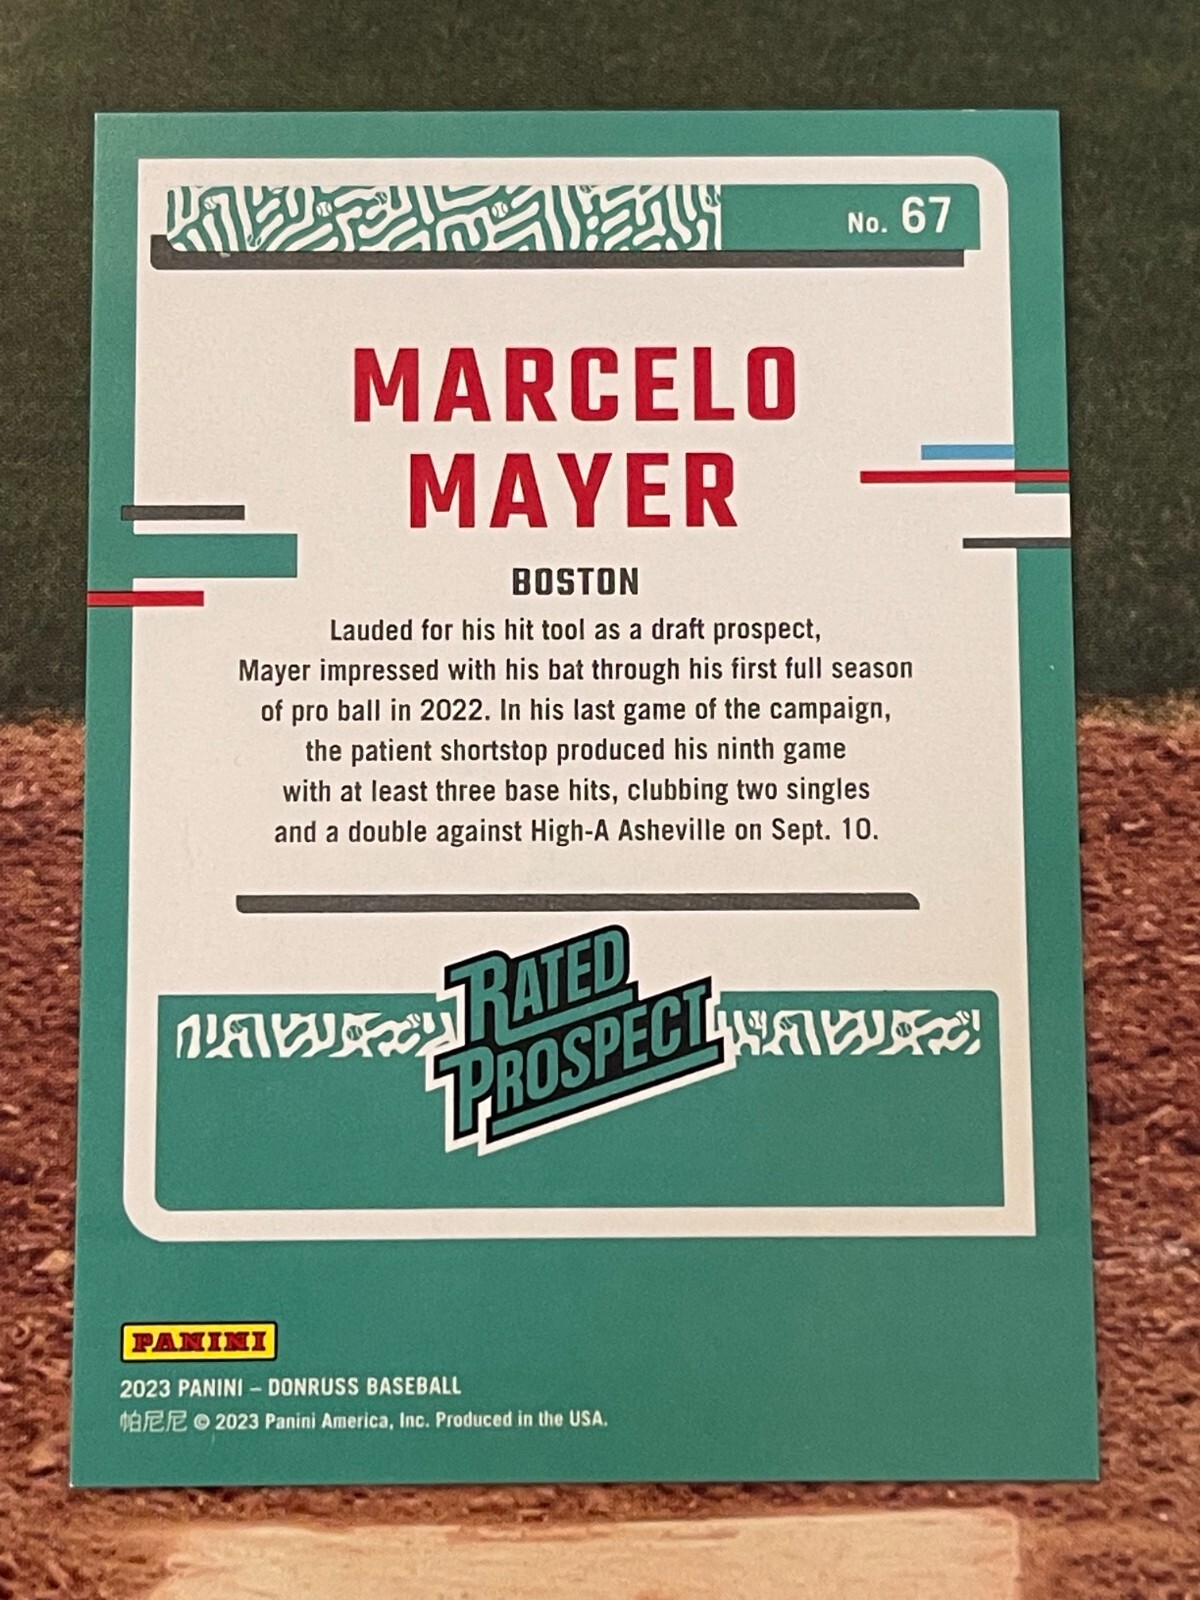 No. 67
MARCELO
MAYER
BOSTON
Lauded for his hit tool as a draft prospect,
Mayer impressed with his bat through his first full season
of pro ball in 2022. In his last game of the campaign,
the patient shortstop produced his ninth game
with at least three base hits, clubbing two singles
and a double against High-A Asheville on Sept. 10.
RATED
PROSPECT
PANINI
2023 PANINI – DONRUSS BASEBALL
帕尼尼 © 2023 Panini America, Inc. Produced in the USA.